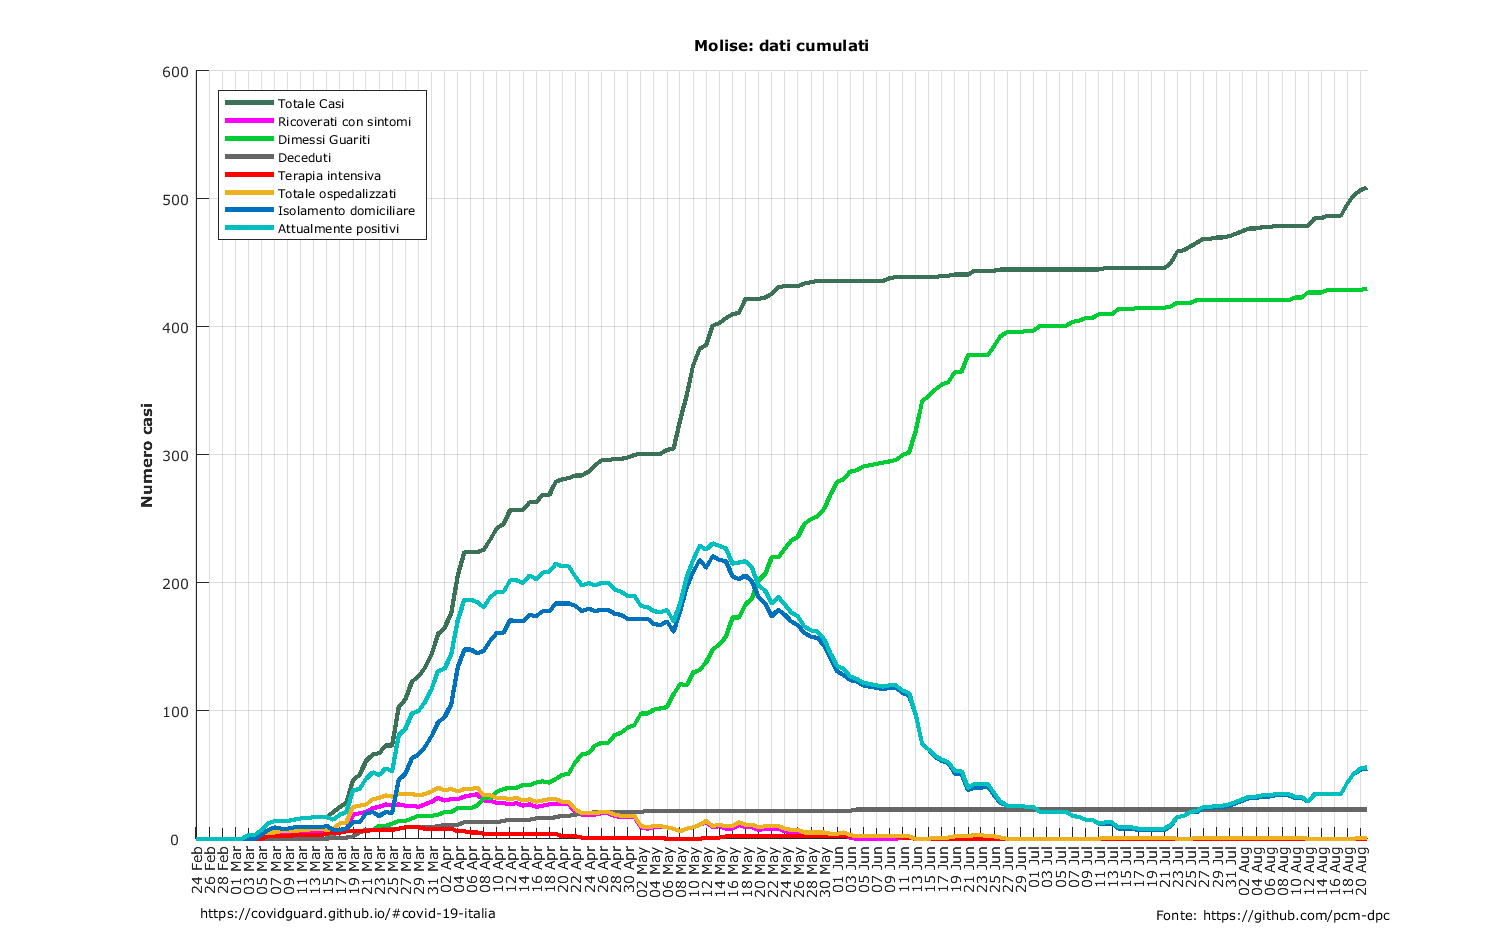 Molise: dati cumulati
600
500
400
300
200
100
0
Numero casi
Totale Casi
Ricoverati con sintomi
Dimessi Guariti
Deceduti
Terapia intensiva
Totale ospedalizzati
Isolamento domiciliare
Attualmente positivi
24 Feb
26 Feb
28 Feb
01 Mar
03 Mar
05 Mar
07 Mar
09 Mar
11 Mar
13 Mar
15 Mar
17 Mar
19 Mar
21 Mar
23 Mar
25 Mar
27 Mar
29 Mar
31 Mar
02 Apr
04 Apr
06 Apr
08 Apr
10 Apr
12 Apr
14 Apr
16 Apr
18 Apr
20 Apr
22 Apr
24 Apr
26 Apr
28 Apr
30 Apr
02 May
04 May
06 May
08 May
10 May
12 May
14 May
16 May
18 May
20 May
22 May
24 May
26 May
28 May
30 May
01 Jun
03 Jun
05 Jun
07 Jun
09 Jun
11 Jun
13 Jun
15 Jun
17 Jun
19 Jun
21 Jun
23 Jun
25 Jun
27 Jun
29 Jun
01 Jul
03 Jul
05 Jul
07 Jul
09 Jul
11 Jul
13 Jul
15 Jul
17 Jul
19 Jul
21 Jul
23 Jul
25 Jul
27 Jul
29 Jul
31 Jul
02 Aug
04 Aug
06 Aug
08 Aug
10 Aug
12 Aug
14 Aug
16 Aug
18 Aug
20 Aug
https://covidguard.github.io/#covid-19-italia
Fonte: https://github.com/pcm-dpc